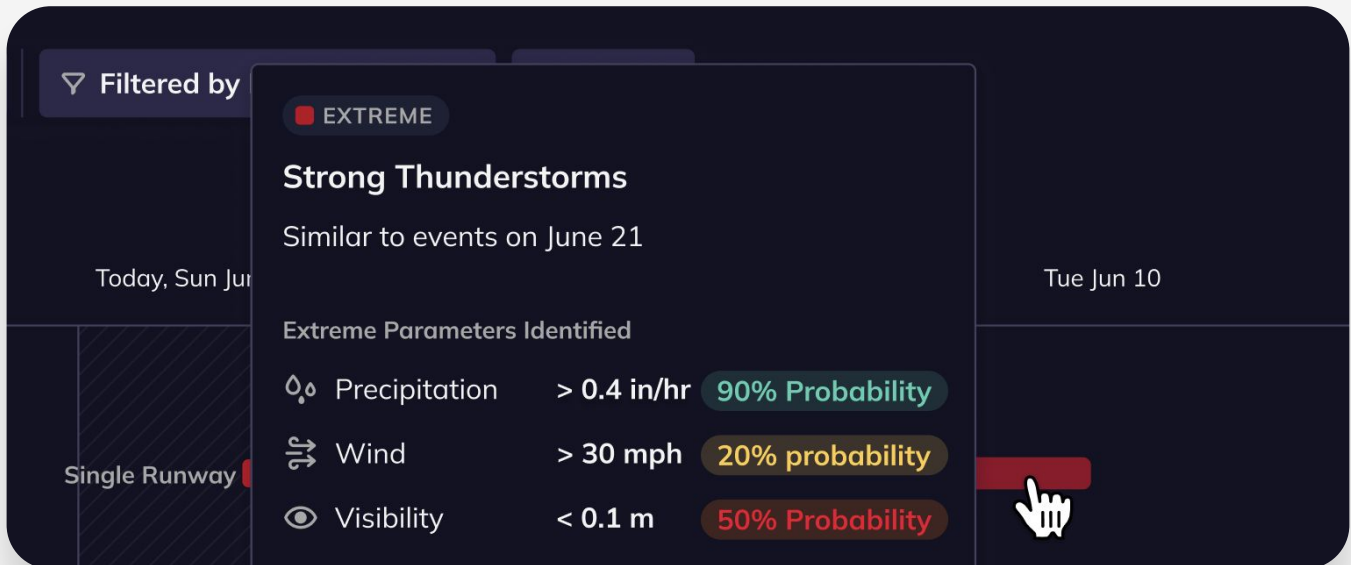 Filtered by
EXTREME
Strong Thunderstorms
Similar to events on June 21
Today, Sun Jun
Tue Jun 10
Extreme Parameters Identified
Precipitation > 0.4 in/hr 90% Probability
Wind > 30 mph 20% probability
Single Runway
Visibility < 0.1 m 50% Probability